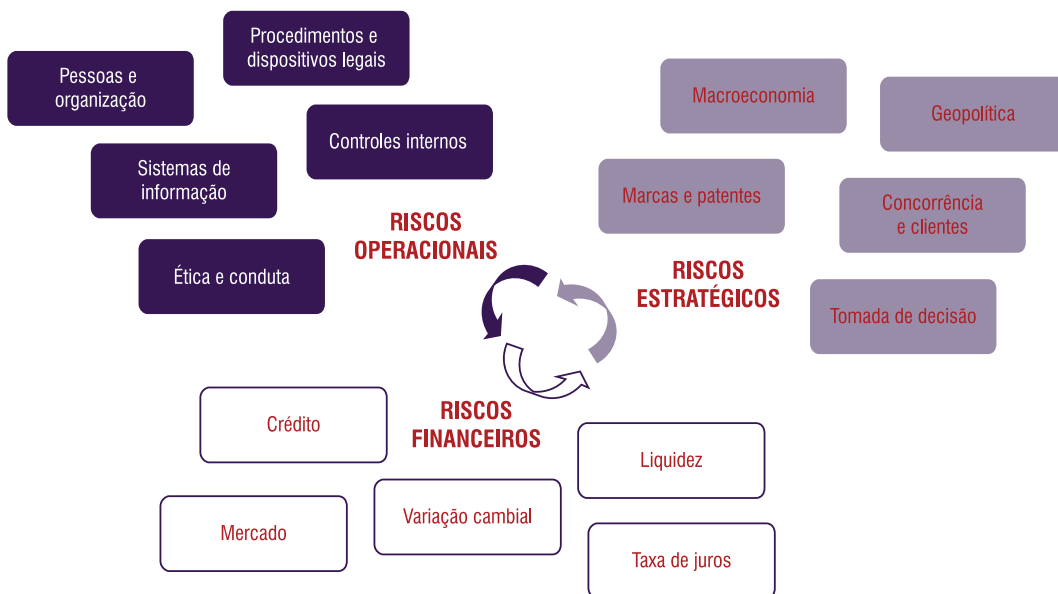 Procedimentos e
dispositivos legais
Pessoas e
organização
Controles internos
Sistemas de
informação
Ética e conduta
RISCOS
OPERACIONAIS
Macroeconomia
Geopolítica
Marcas e patentes
Concorrência
e clientes
RISCOS
ESTRATÉGICOS
Tomada de decisão
RISCOS
FINANCEIROS
Crédito
Liquidez
Variação cambial
Mercado
Taxa de juros